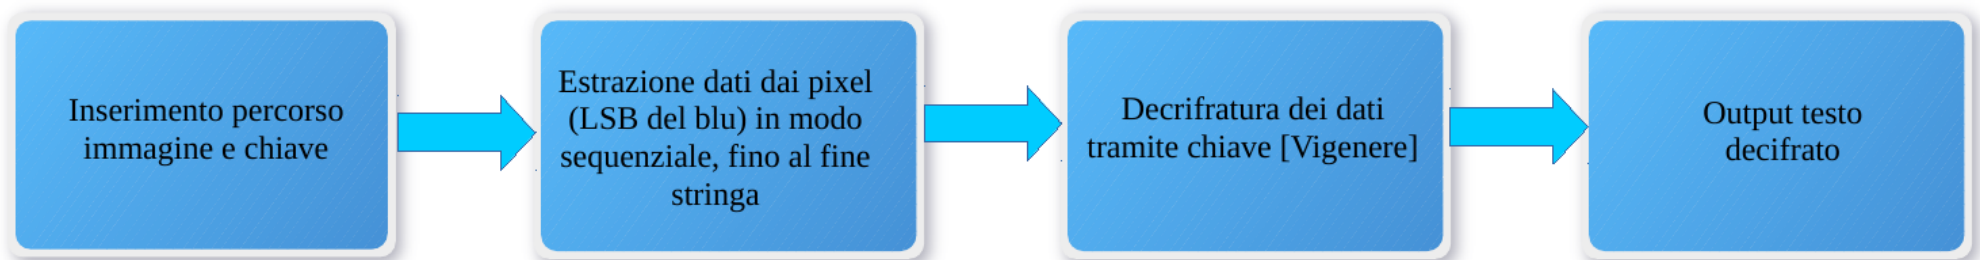 Inserimento percorso
immagine e chiave
Estrazione dati dai pixel
(LSB del blu) in modo
sequenziale, fino al fine
stringa
Decrifratura dei dati
tramite chiave [Vigenere]
Output testo
decifrato